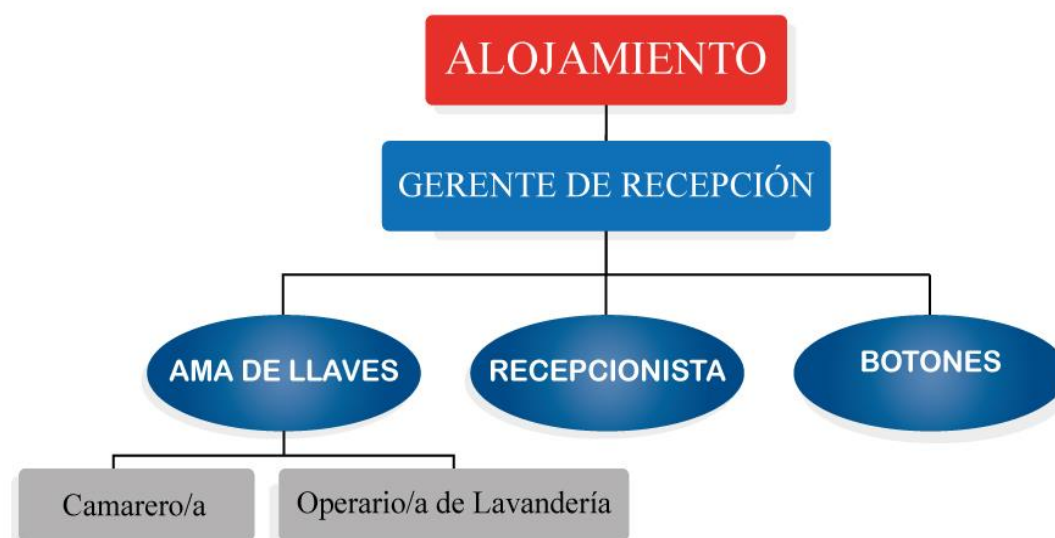 ALOJAMIENTO
GERENTE DE RECEPCIÓN
AMA DE LLAVES
RECEPCIONISTA
BOTONES
Camarero/a
Operario/a de Lavandería